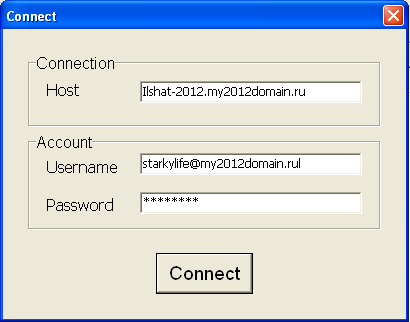 Connect
Connection
Host
Ilshat-2012.my2012domain.ru
Account
Username
starkylife@my2012domain.rul
Password
********
Connect